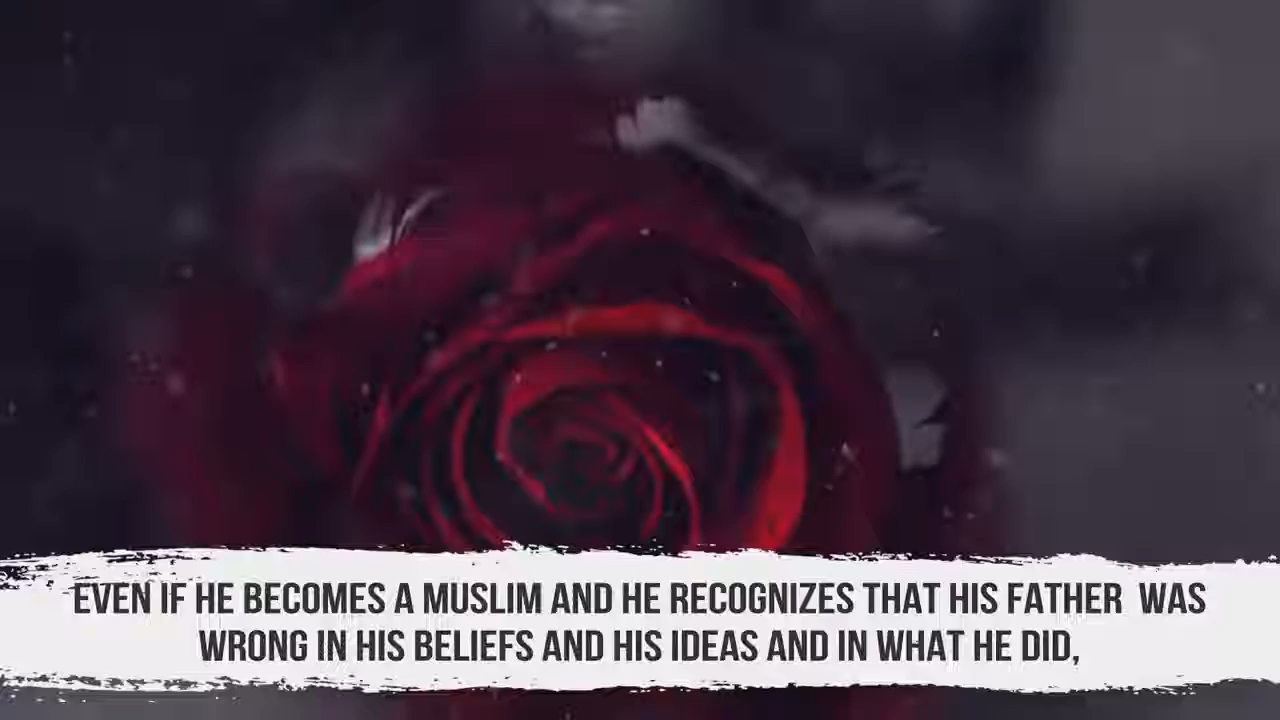 EVEN IF HE BECOMES A MUSLIM AND HE RECOGNIZES THAT HIS FATHER WAS
WRONG IN HIS BELIEFS AND HIS IDEAS AND IN WHAT HE DID,